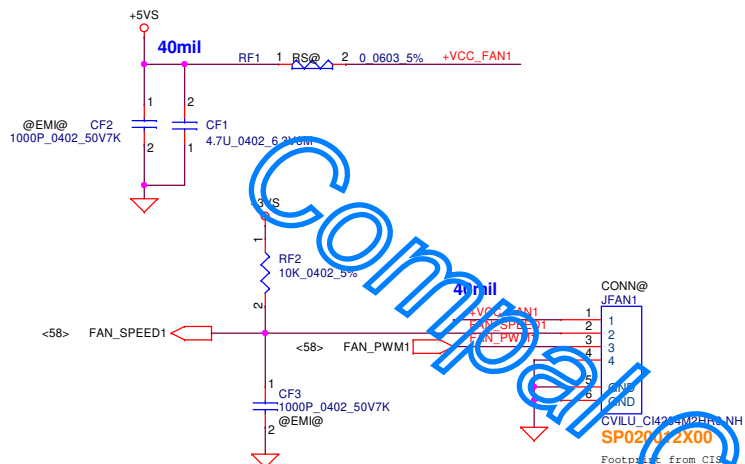 +5VS
40mil
RF1 1 RS@ 2 0_0603_5% +VCC_FAN1
1 2
@EMI@ CF2 CF1
1000P_0402_50V7K 4.7U_0402_6.3V6M
2 1
+3VS
1
RF2
10K_0402_5%
2
40mil
CONN@
JFAN1
+VCC_FAN1 1 1
FAN_SPEED1 2 2
FAN_PWM1 3 3
4 4
5 GND
6 GND
<58> FAN_SPEED1
<58> FAN_PWM1
1
CF3
1000P_0402_50V7K
@EMI@
2
SP020012X00
Footprint from CIS
Compal